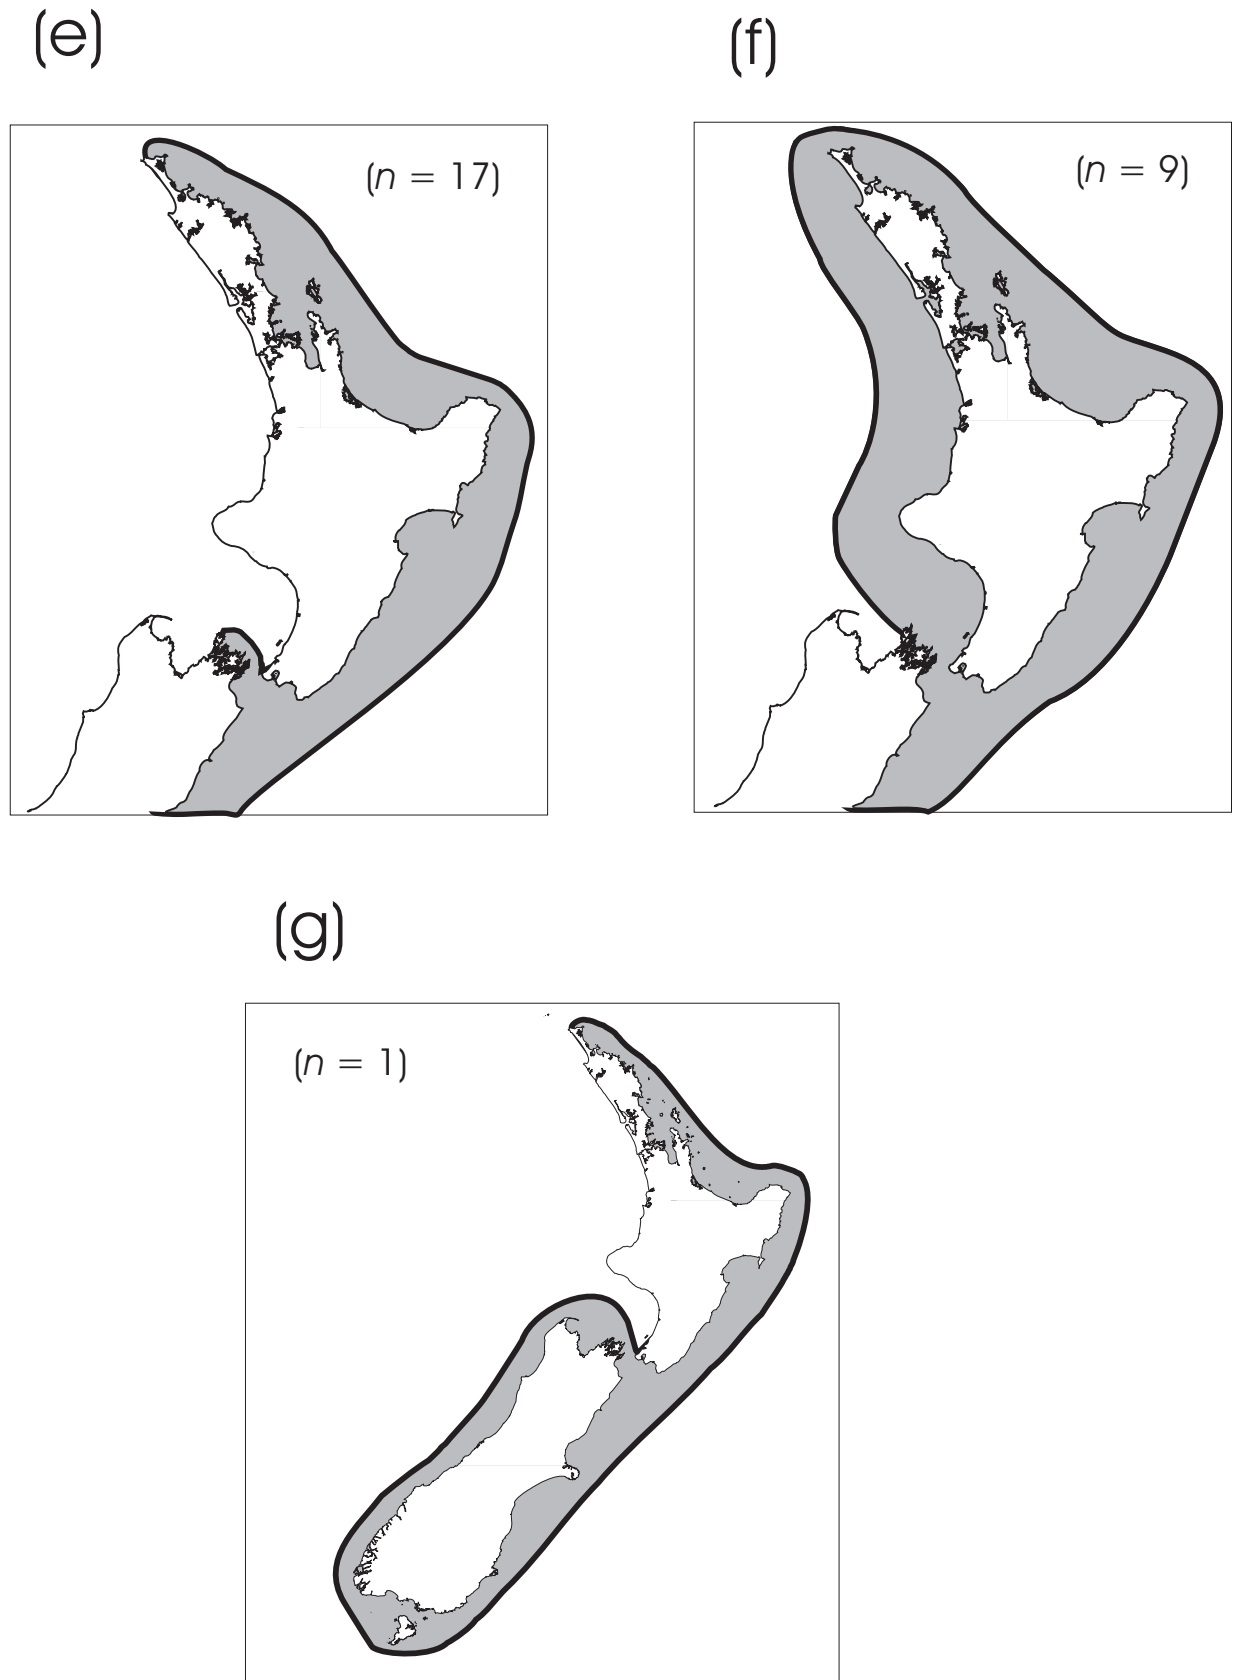 (e)
(f)
(n = 17)
(n = 9)
(g)
(n = 1)